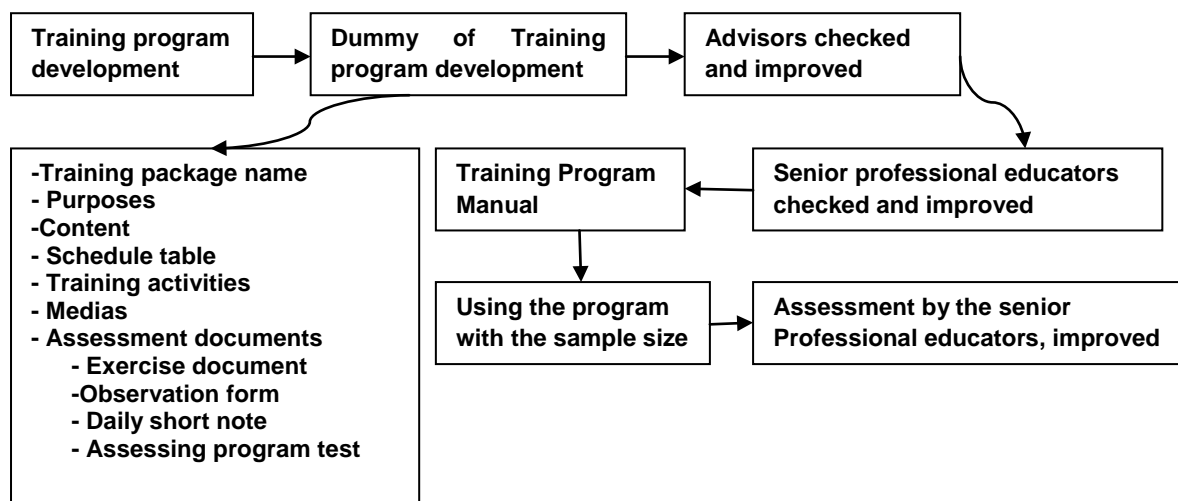 Training program
development
Dummy of Training
program development
Advisors checked
and improved
-Training package name
- Purposes
-Content
- Schedule table
- Training activities
- Medias
- Assessment documents
- Exercise document
-Observation form
- Daily short note
- Assessing program test
Training Program
Manual
Senior professional educators
checked and improved
Using the program
with the sample size
Assessment by the senior
Professional educators, improved